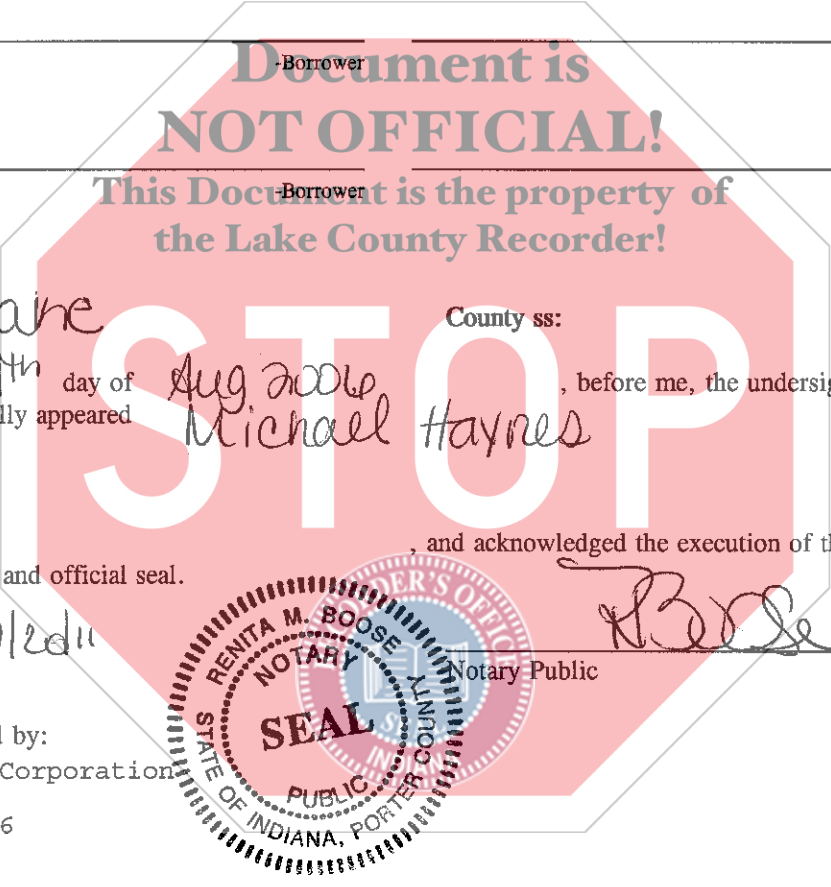 Document is
-Borrower
NOT OFFICIAL!
This Document is the property of
-Borrower
the Lake County Recorder!
STOP
County ss:
day of Aug 2006 , before me, the undersig
lly appeared Michael Haynes
, and acknowledged the execution of th
and official seal.
Notary Public
d by:
Corporation
6
RENITA M. BOOSE
NOTARY
SEAL
PUBLIC
STATE OF INDIANA, PORTER COUNTY
SEAL
INDIANA